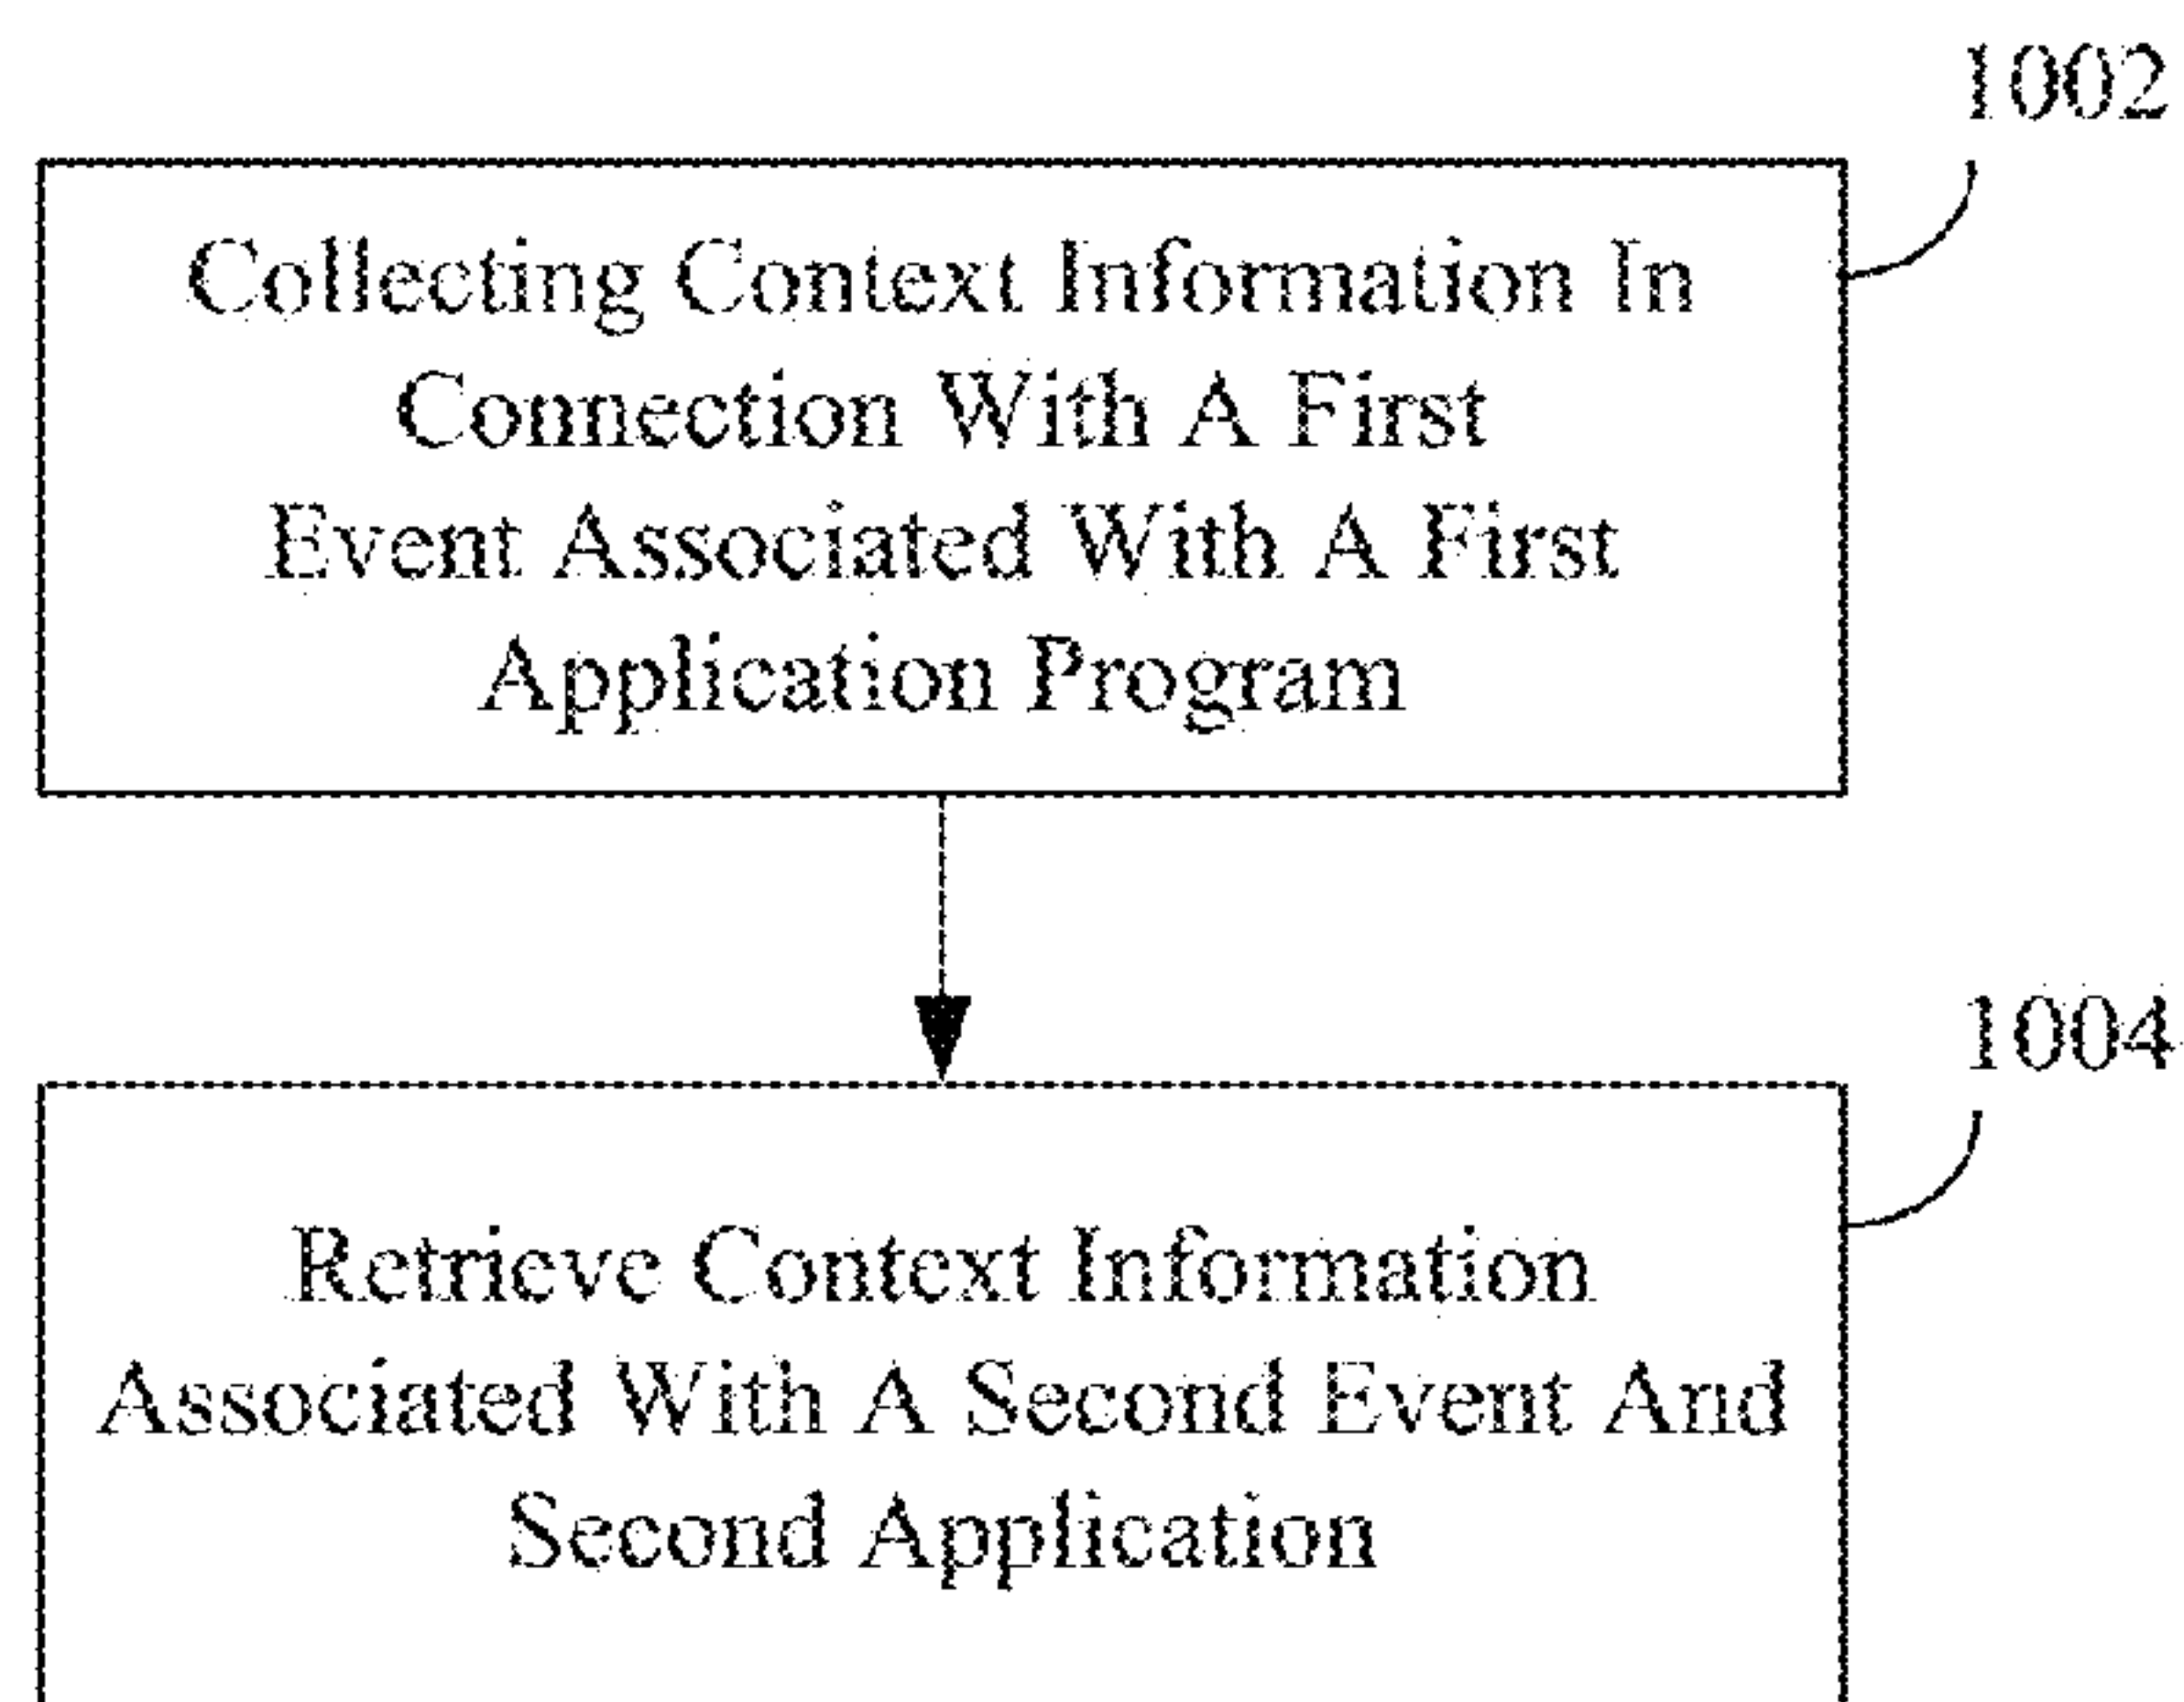 1002
Collecting Context Information In
Connection With A First
Event Associated With A First
Application Program
1004
Retrieve Context Information
Associated With A Second Event And
Second Application